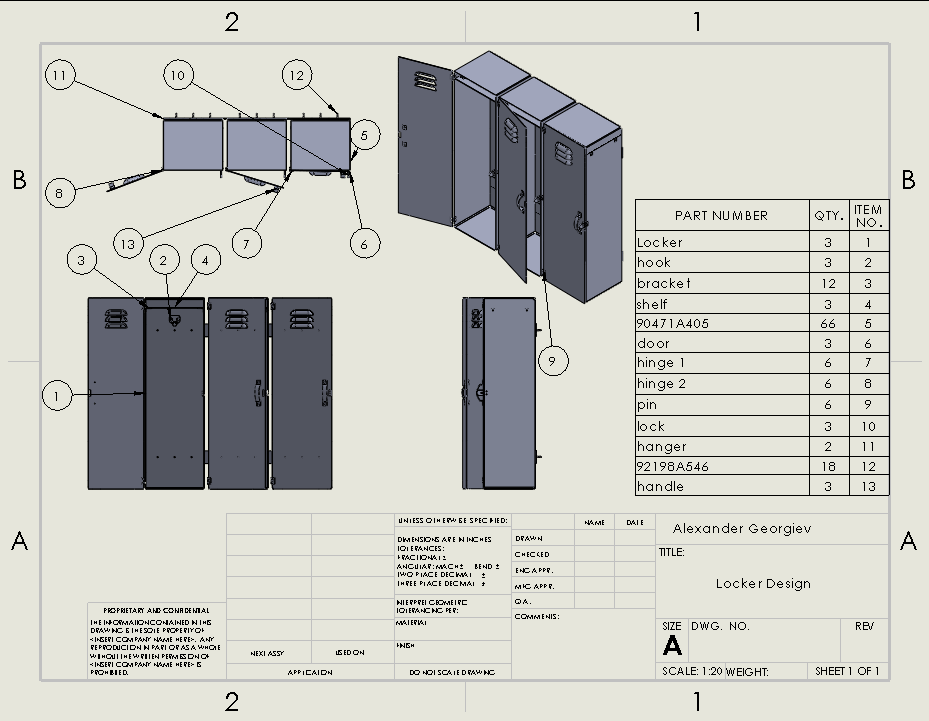 2 1
11
10
12
5
8
13
7
6
B B
3
2
4
1
9
PART NUMBER QTY. ITEM NO.
Locker 3 1
hook 3 2
bracket 12 3
shelf 3 4
90471A405 66 5
door 3 6
hinge 1 6 7
hinge 2 6 8
pin 6 9
lock 3 10
hanger 2 11
92198A546 18 12
handle 3 13
A A
PROPRIETARY AND CONFIDENTIAL
THE INFORMATION CONTAINED IN THIS
DRAWING IS THE SOLE PROPERTY OF
<INSERT COMPANY NAME HERE>. ANY
REPRODUCTION IN PART OR AS A WHOLE
WITHOUT THE WRITTEN PERMISSION OF
<INSERT COMPANY NAME HERE> IS
PROHIBITED.
NEXT ASSY USED ON
APPLICATION
UNLESS OTHERWISE SPECIFIED:
DIMENSIONS ARE IN INCHES
TOLERANCES:
FRACTIONAL ±
ANGULAR: MACH ± BEND ±
TWO PLACE DECIMAL ±
THREE PLACE DECIMAL ±
INTERPRET GEOMETRIC
TOLERANCING PER:
MATERIAL
FINISH
DO NOT SCALE DRAWING
NAME DATE
DRAWN
CHECKED
ENG APPR.
MFG APPR.
Q.A.
COMMENTS:
Alexander Georgiev
TITLE:
Locker Design
SIZE DWG. NO. REV
A
SCALE: 1:20 WEIGHT: SHEET 1 OF 1
2 1